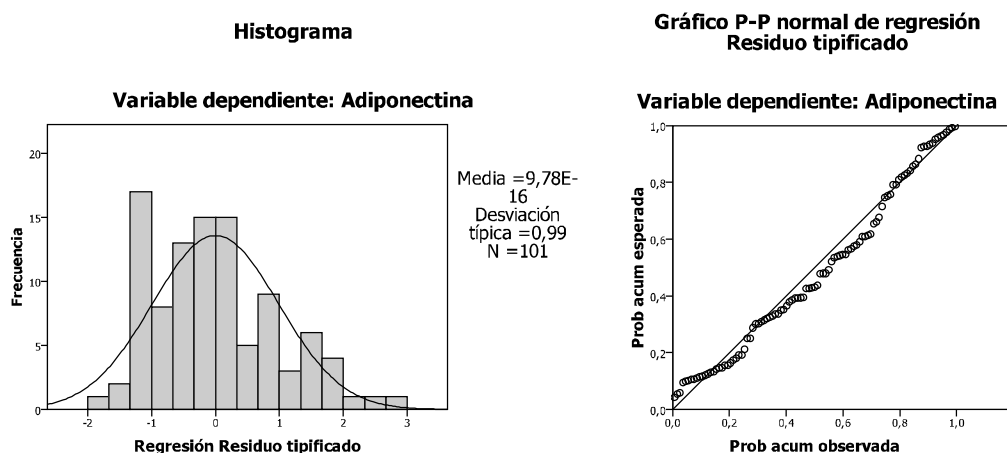 Histograma
Variable dependiente: Adiponectina
Frecuencia
20
15
10
5
0
-2
-1
0
1
2
3
Regresión Residuo tipificado
Media =9,78E-
16
Desviación
típica =0,99
N =101
Gráfico P-P normal de regresión
Residuo tipificado
Variable dependiente: Adiponectina
Prob acum esperada
1,0
0,8
0,6
0,4
0,2
0,0
0,0
0,2
0,4
0,6
0,8
1,0
Prob acum observada